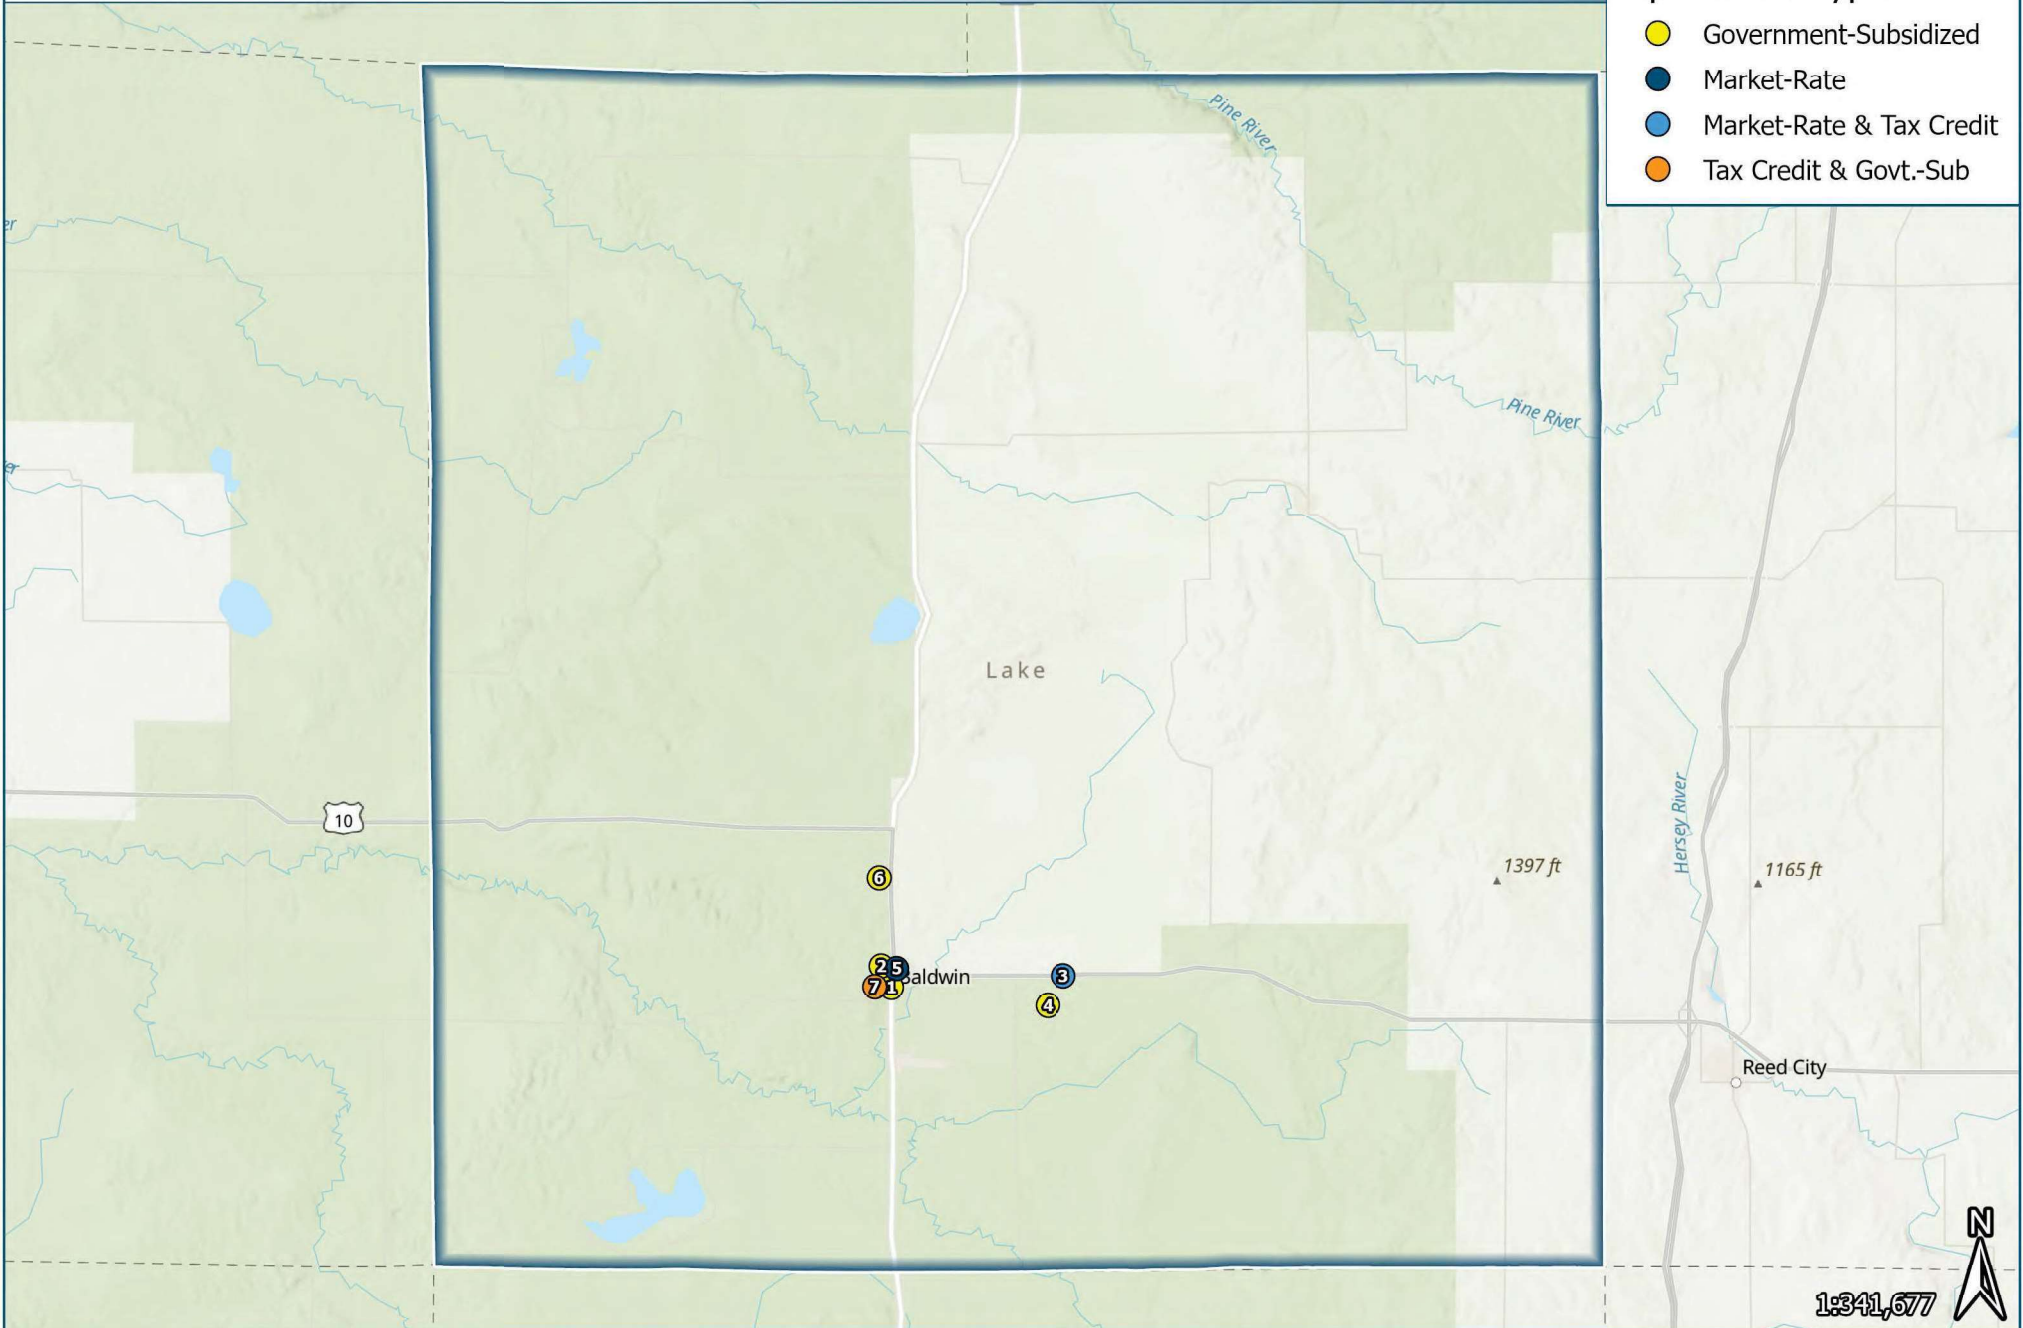 Government-Subsidized
Market-Rate
Market-Rate & Tax Credit
Tax Credit & Govt.-Sub
Pine River
Pine River
Lake
10
Hersey River
1397 ft
1165 ft
6
2
5
7
1
3
4
Reed City
N
1:341,677